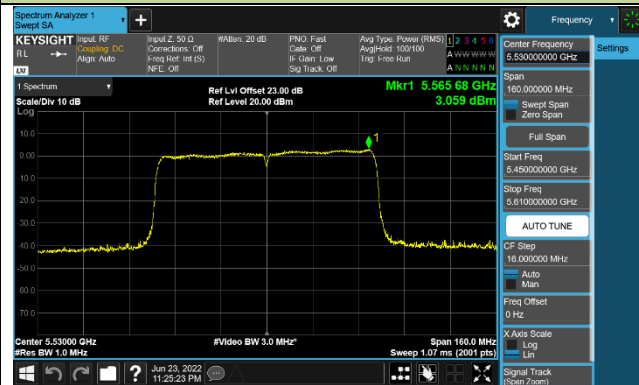 Spectrum Analyzer 1
Swept SA
Frequency
KEYSIGHT
RL
LXI
Input: RF
Coupling: DC
Align: Auto
Input Z: 50 Ω
Corrections: Off
Freq Ref: Int (S)
NFE: Off
#Atten: 20 dB
PNO: Fast
Gate: Off
IF Gain: Low
Sig Track: Off
Avg Type: Power (RMS)
Avg|Hold: 100/100
Trig: Free Run
1 2 3 4 5 6
A W W W W W
A N N N N N
1 Spectrum
Scale/Div 10 dB
Log
Ref Lvl Offset 23.00 dB
Ref Level 20.00 dBm
Mkr1 5.565 68 GHz
3.059 dBm
1
10.0
0.00
-10.0
-20.0
-30.0
-40.0
-50.0
-60.0
-70.0
Center 5.53000 GHz
#Res BW 1.0 MHz
#Video BW 3.0 MHz*
Span 160.0 MHz
Sweep 1.07 ms (2001 pts)
Jun 23, 2022
11:25:23 PM
Center Frequency
5.530000000 GHz
Settings
Span
160.000000 MHz
Swept Span
Zero Span
Full Span
Start Freq
5.450000000 GHz
Stop Freq
5.610000000 GHz
AUTO TUNE
CF Step
16.000000 MHz
Auto
Man
Freq Offset
0 Hz
X Axis Scale
Log
Lin
Signal Track
(Span Zoom)